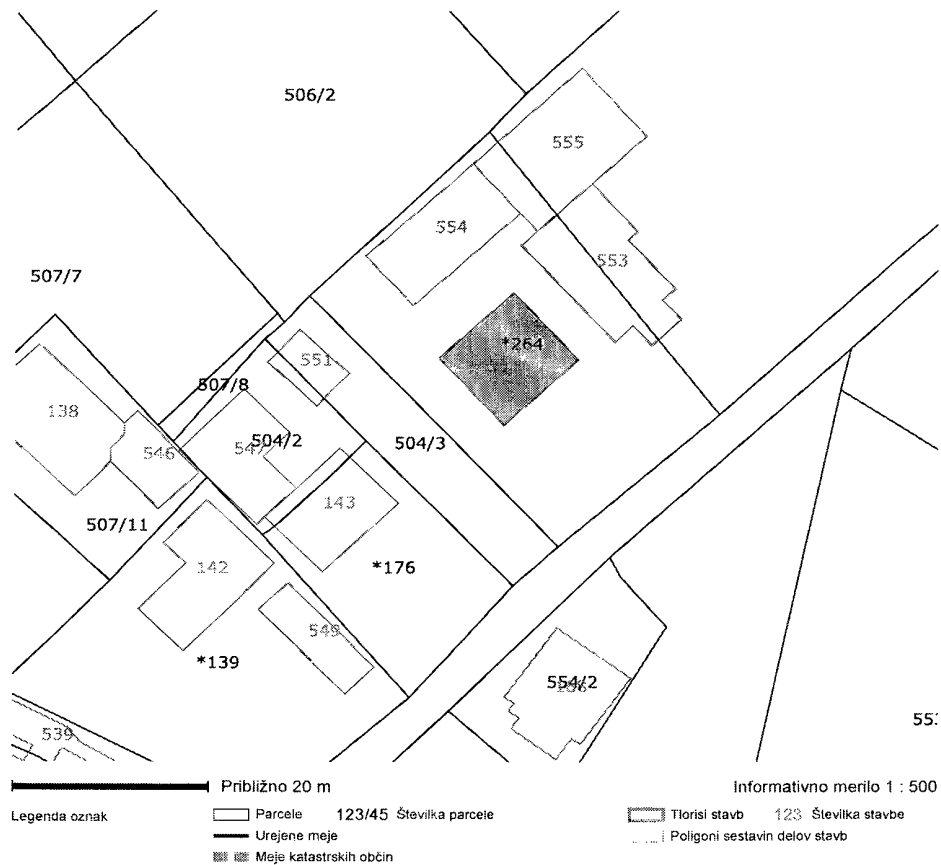 506/2
555
554
553
507/7
*264
551
507/8
138
504/2
504/3
546
547
143
507/11
142
*176
549
*139
554/2
539
Približno 20 m
Informativno merilo 1 : 500
Legenda oznak
Parcele 123/45 Številka parcele
Tlorisi stavb 123 Številka stavbe
Urejene meje
Poligoni sestavin delov stavb
Meje katastrskih občin